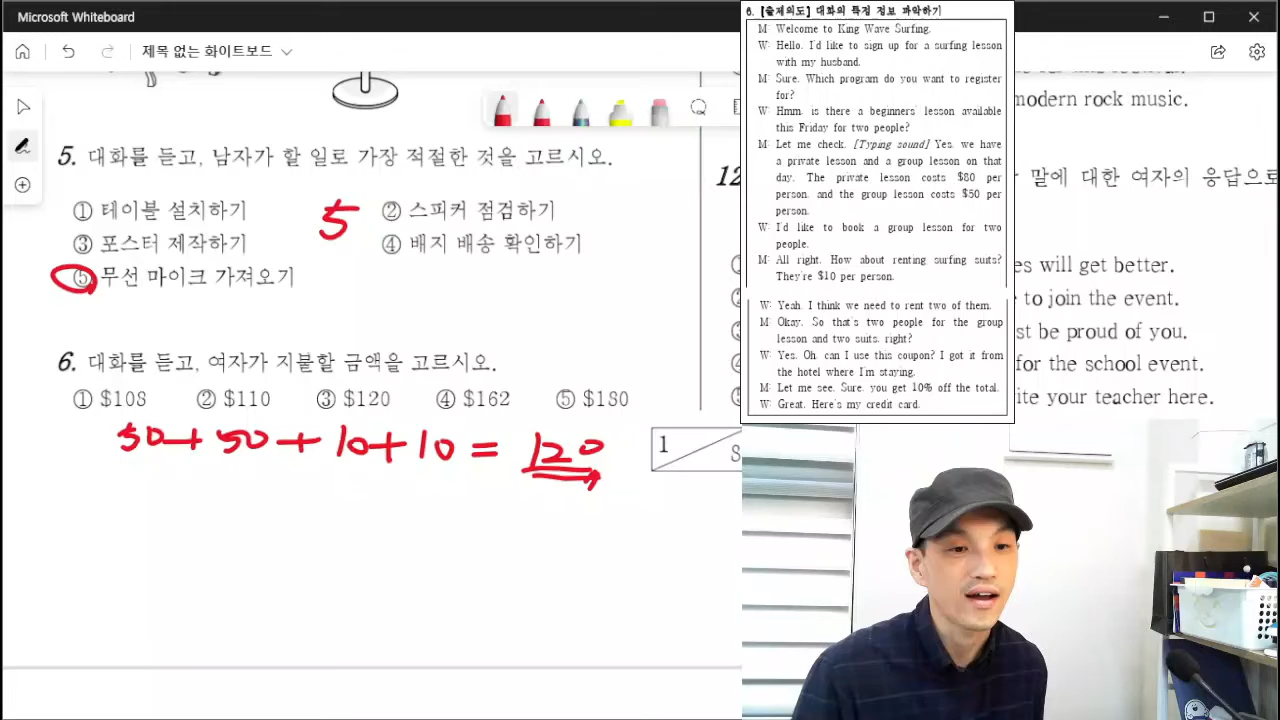 Microsoft Whiteboard
제목 없는 화이트보드
5. 대화를 듣고, 남자가 할 일로 가장 적절한 것을 고르시오.
① 테이블 설치하기
② 스피커 점검하기
③ 포스터 제작하기
④ 배지 배송 확인하기
⑤ 무선 마이크 가져오기
5
6. 대화를 듣고, 여자가 지불할 금액을 고르시오.
① $108 ② $110 ③ $120 ④ $162 ⑤ $180
50+50+10+10=120
1
S
6. [출제의도] 대화의 특정 정보 파악하기
M: Welcome to King Wave Surfing.
W: Hello. I'd like to sign up for a surfing lesson
with my husband.
M: Sure. Which program do you want to register
for?
W: Hmm, is there a beginners' lesson available
this Friday for two people?
M: Let me check. [Typing sound] Yes, we have
a private lesson and a group lesson on that
day. The private lesson costs $80 per
person, and the group lesson costs $50 per
person.
W: I'd like to book a group lesson for two
people.
M: All right. How about renting surfing suits?
They're $10 per person.
W: Yeah. I think we need to rent two of them.
M: Okay. So that's two people for the group
lesson and two suits, right?
W: Yes. Oh, can I use this coupon? I got it from
the hotel where I'm staying.
M: Let me see. Sure, you get 10% off the total.
W: Great. Here's my credit card.
modern rock music.
12
말에 대한 여자의 응답으로
es will get better.
to join the event.
st be proud of you.
for the school event.
ite your teacher here.